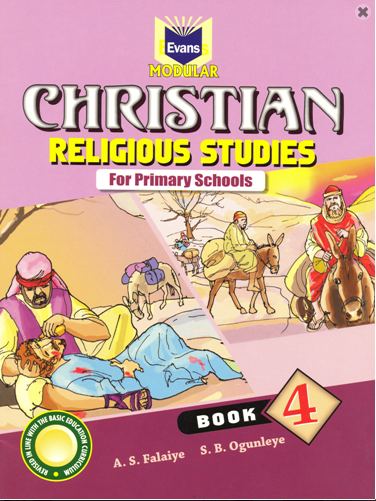 Evans
MODULAR
CHRISTIAN
RELIGIOUS STUDIES
For Primary Schools
BOOK 4
A. S. Falaiye S. B. Ogunleye
REVISED IN LINE WITH THE BASIC EDUCATION CURRICULUM